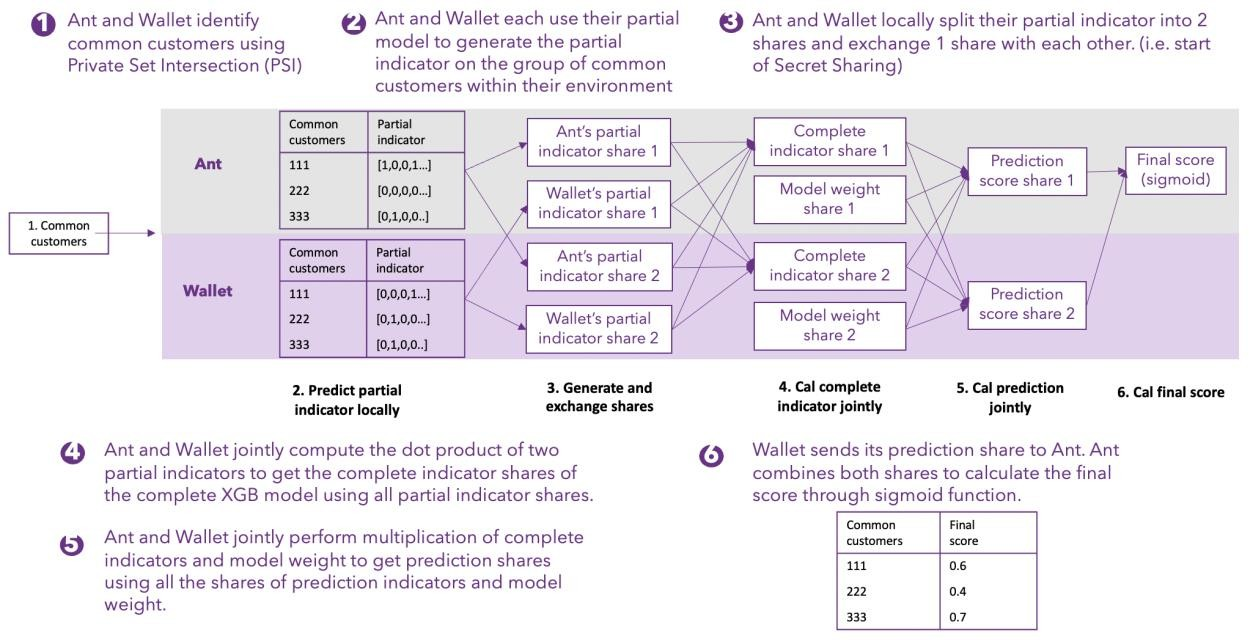 1 Ant and Wallet identify
common customers using
Private Set Intersection (PSI)
2 Ant and Wallet each use their partial
model to generate the partial
indicator on the group of common
customers within their environment
3 Ant and Wallet locally split their partial indicator into 2
shares and exchange 1 share with each other. (i.e. start
of Secret Sharing)
1. Common
customers
Ant
Common customers Partial indicator
111 [1,0,0,1...]
222 [0,0,0,0...]
333 [0,1,0,0..]
Wallet
Common customers Partial indicator
111 [0,0,0,1...]
222 [0,1,0,0...]
333 [0,1,0,0..]
Ant's partial
indicator share 1
Wallet's partial
indicator share 1
Ant's partial
indicator share 2
Wallet's partial
indicator share 2
Complete
indicator share 1
Model weight
share 1
Complete
indicator share 2
Model weight
share 2
Prediction
score share 1
Prediction
score share 2
Final score
(sigmoid)
2. Predict partial
indicator locally
3. Generate and
exchange shares
4. Cal complete
indicator jointly
5. Cal prediction
jointly
6. Cal final score
4 Ant and Wallet jointly compute the dot product of two
partial indicators to get the complete indicator shares of
the complete XGB model using all partial indicator shares.
5 Ant and Wallet jointly perform multiplication of complete
indicators and model weight to get prediction shares
using all the shares of prediction indicators and model
weight.
6 Wallet sends its prediction share to Ant. Ant
combines both shares to calculate the final
score through sigmoid function.
Common customers Final score
111 0.6
222 0.4
333 0.7